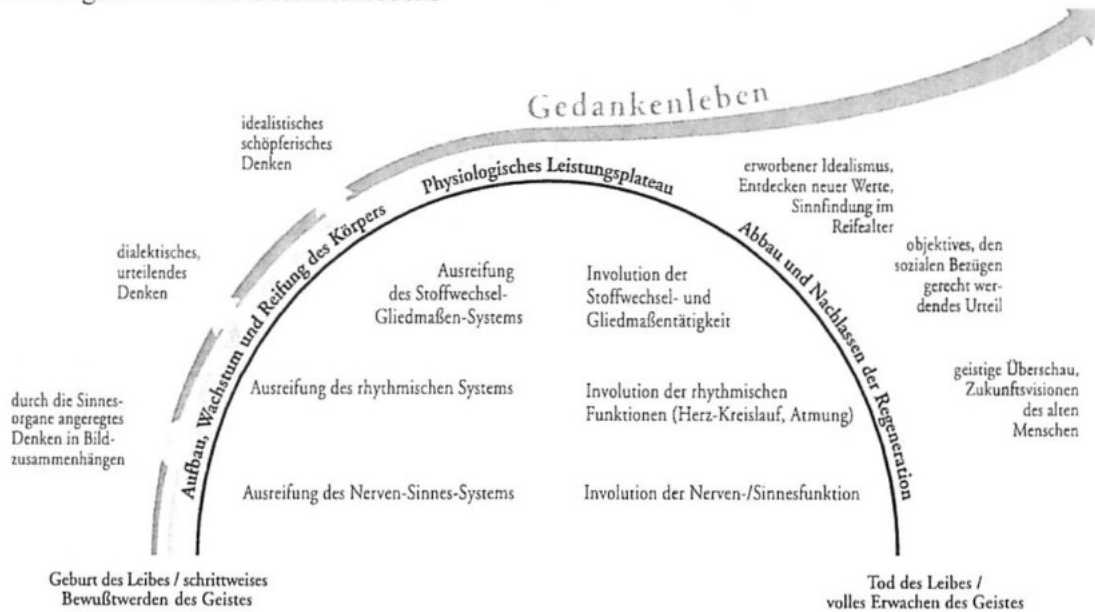 Gedankenleben
idealistisches
schöpferisches
Denken
Physiologisches Leistungsplateau
erworbener Idealismus,
Entdecken neuer Werte,
Sinnfindung im
Reifealter
dialektisches,
urteilendes
Denken
Aufbau, Wachstum und Reifung des Körpers
Abbau und Nachlassen der Regeneration
objektives, den
sozialen Bezügen
gerecht wer-
dendes Urteil
Ausreifung
des Stoffwechsel-
Gliedmaßen-Systems
Involution der
Stoffwechsel- und
Gliedmaßentätigkeit
durch die Sinnes-
organe angeregtes
Denken in Bild-
zusammenhängen
Ausreifung des rhythmischen Systems
Involution der rhythmischen
Funktionen (Herz-Kreislauf, Atmung)
geistige Überschau,
Zukunftsvisionen
des alten
Menschen
Ausreifung des Nerven-Sinnes-Systems
Involution der Nerven-/Sinnesfunktion
Geburt des Leibes / schrittweises
Bewußtwerden des Geistes
Tod des Leibes /
volles Erwachen des Geistes